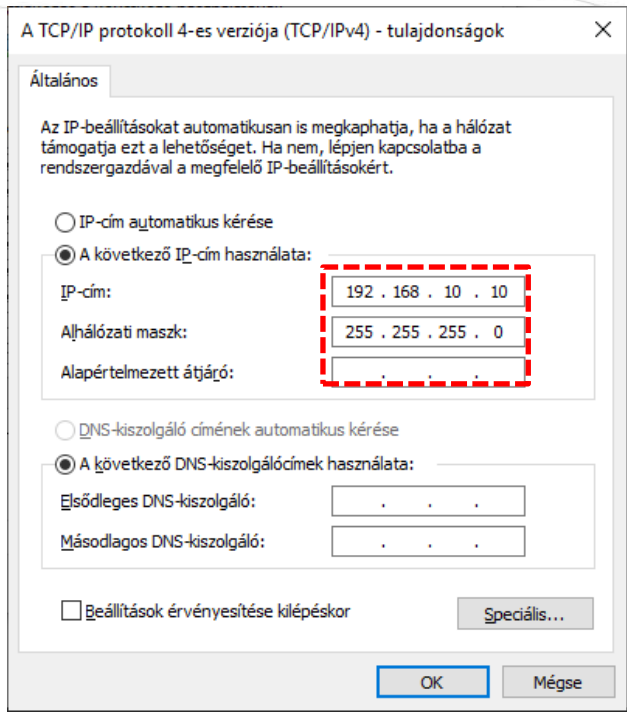 A TCP/IP protokoll 4-es verziója (TCP/IPv4) - tulajdonságok
Általános
Az IP-beállításokat automatikusan is megkaphatja, ha a hálózat
támogatja ezt a lehetőséget. Ha nem, lépjen kapcsolatba a
rendszergazdával a megfelelő IP-beállításokért.
IP-cím automatikus kérése
A következő IP-cím használata:
IP-cím: 192 . 168 . 10 . 10
Alhálózati maszk: 255 . 255 . 255 . 0
Alapértelmezett átjáró: . . .
DNS-kiszolgáló címének automatikus kérése
A következő DNS-kiszolgálócímek használata:
Elsődleges DNS-kiszolgáló: . . .
Másodlagos DNS-kiszolgáló: . . .
Beállítások érvényesítése kilépéskor Speciális...
OK Mégse